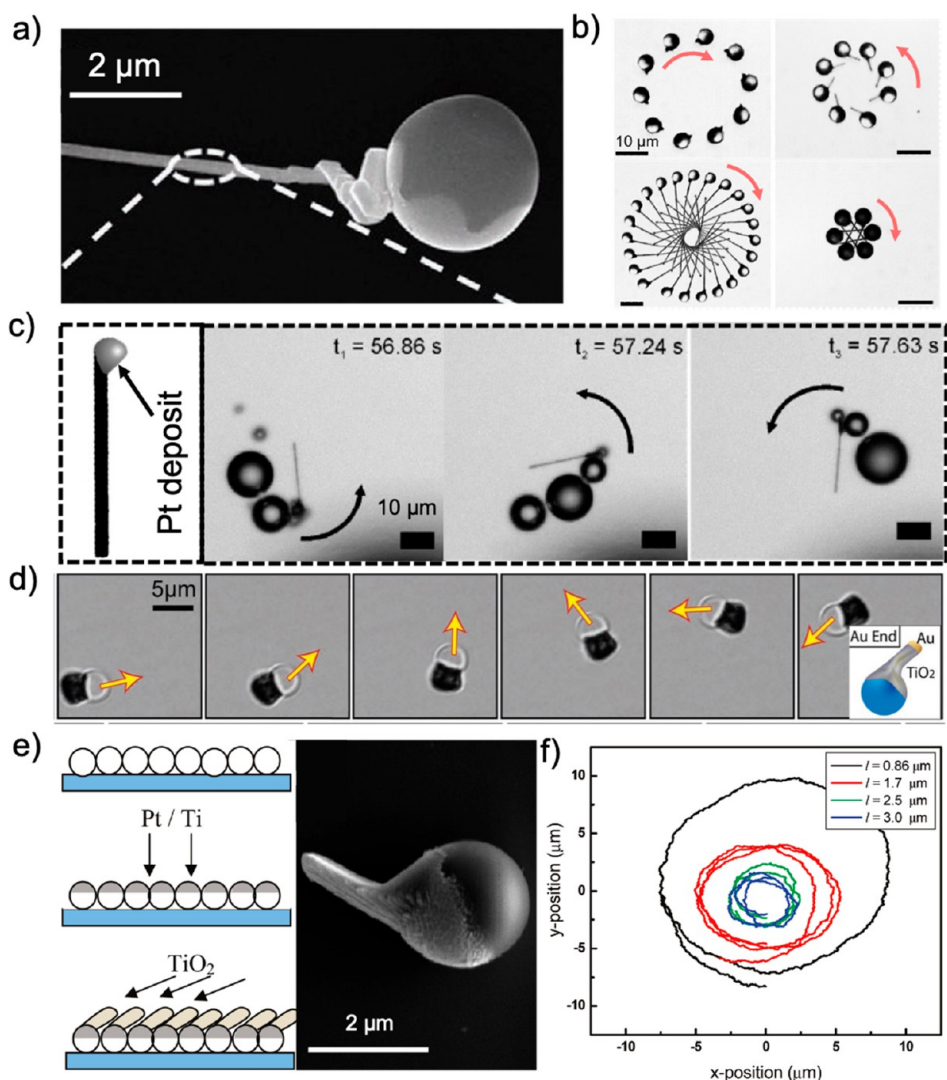 a)
2 μm
b)
10 μm
c)
Pt deposit
t₁ = 56.86 s
10 μm
t₂ = 57.24 s
t₃ = 57.63 s
d)
5μm
Au End
Au
TiO₂
e)
Pt / Ti
TiO₂
2 μm
f)
l = 0.86 μm
l = 1.7 μm
l = 2.5 μm
l = 3.0 μm
y-position (μm)
10
5
0
-5
-10
-10
-5
0
5
10
x-position (μm)